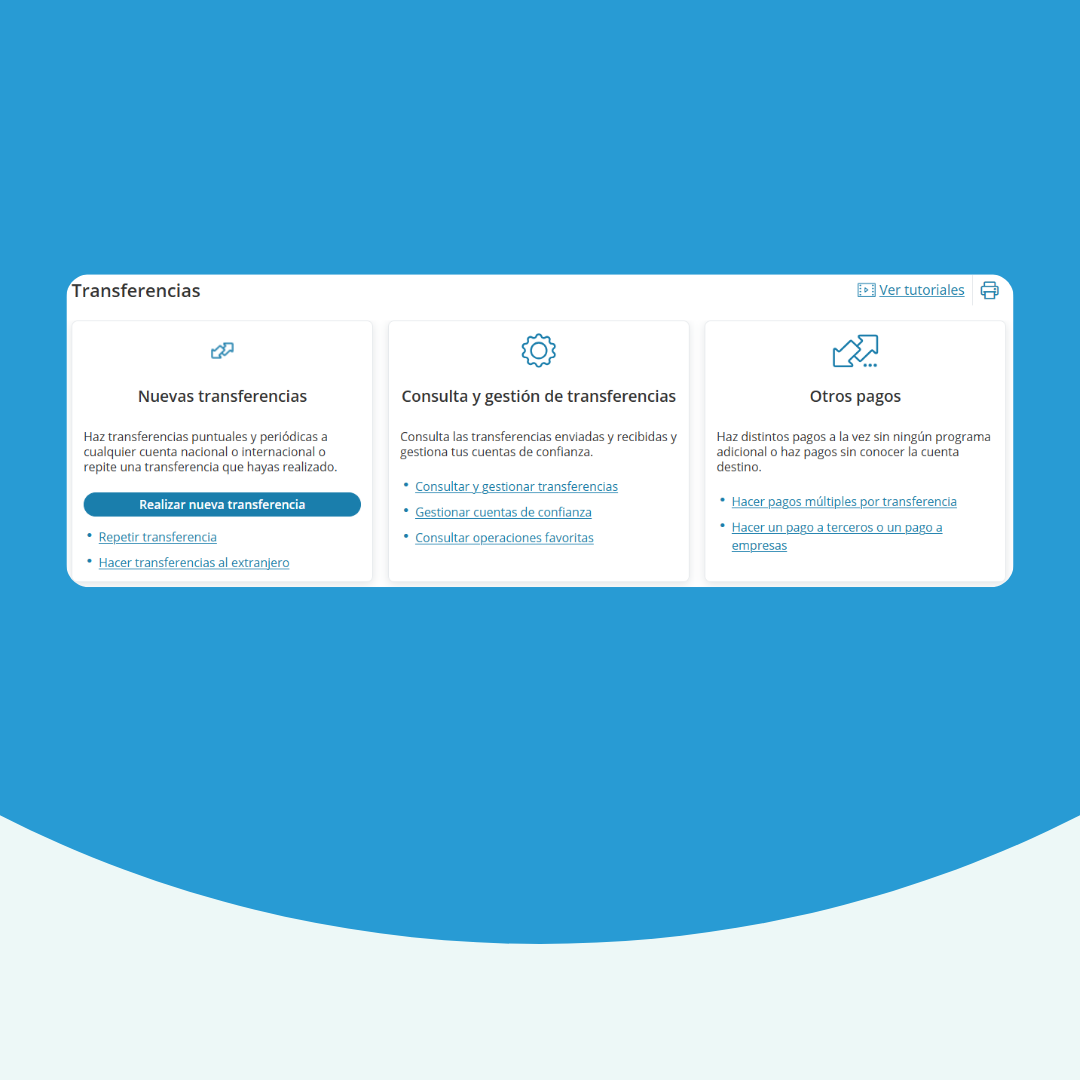 Transferencias
Ver tutoriales
Nuevas transferencias
Haz transferencias puntuales y periódicas a
cualquier cuenta nacional o internacional o
repite una transferencia que hayas realizado.
Realizar nueva transferencia
Repetir transferencia
Hacer transferencias al extranjero
Consulta y gestión de transferencias
Consulta las transferencias enviadas y recibidas y
gestiona tus cuentas de confianza.
Consultar y gestionar transferencias
Gestionar cuentas de confianza
Consultar operaciones favoritas
Otros pagos
Haz distintos pagos a la vez sin ningún programa
adicional o haz pagos sin conocer la cuenta
destino.
Hacer pagos múltiples por transferencia
Hacer un pago a terceros o un pago a
empresas